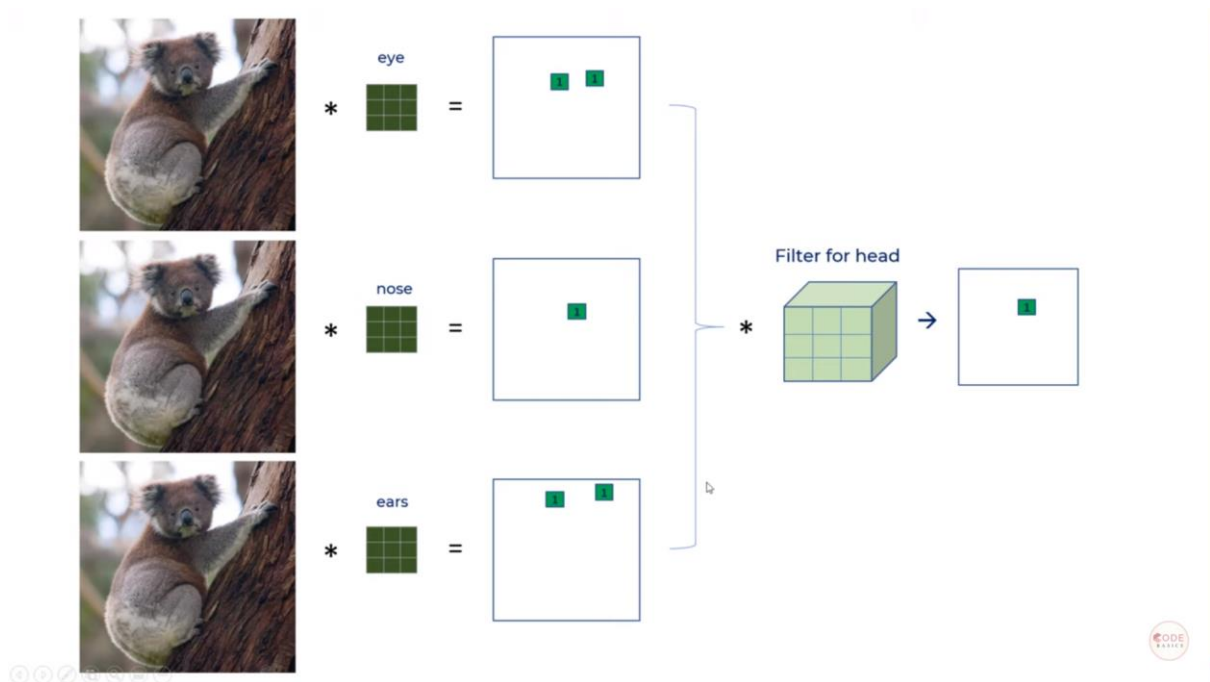 eye
*
=
1
1
nose
*
=
1
Filter for head
*
→
1
ears
*
=
1
1
CODE
BASICS